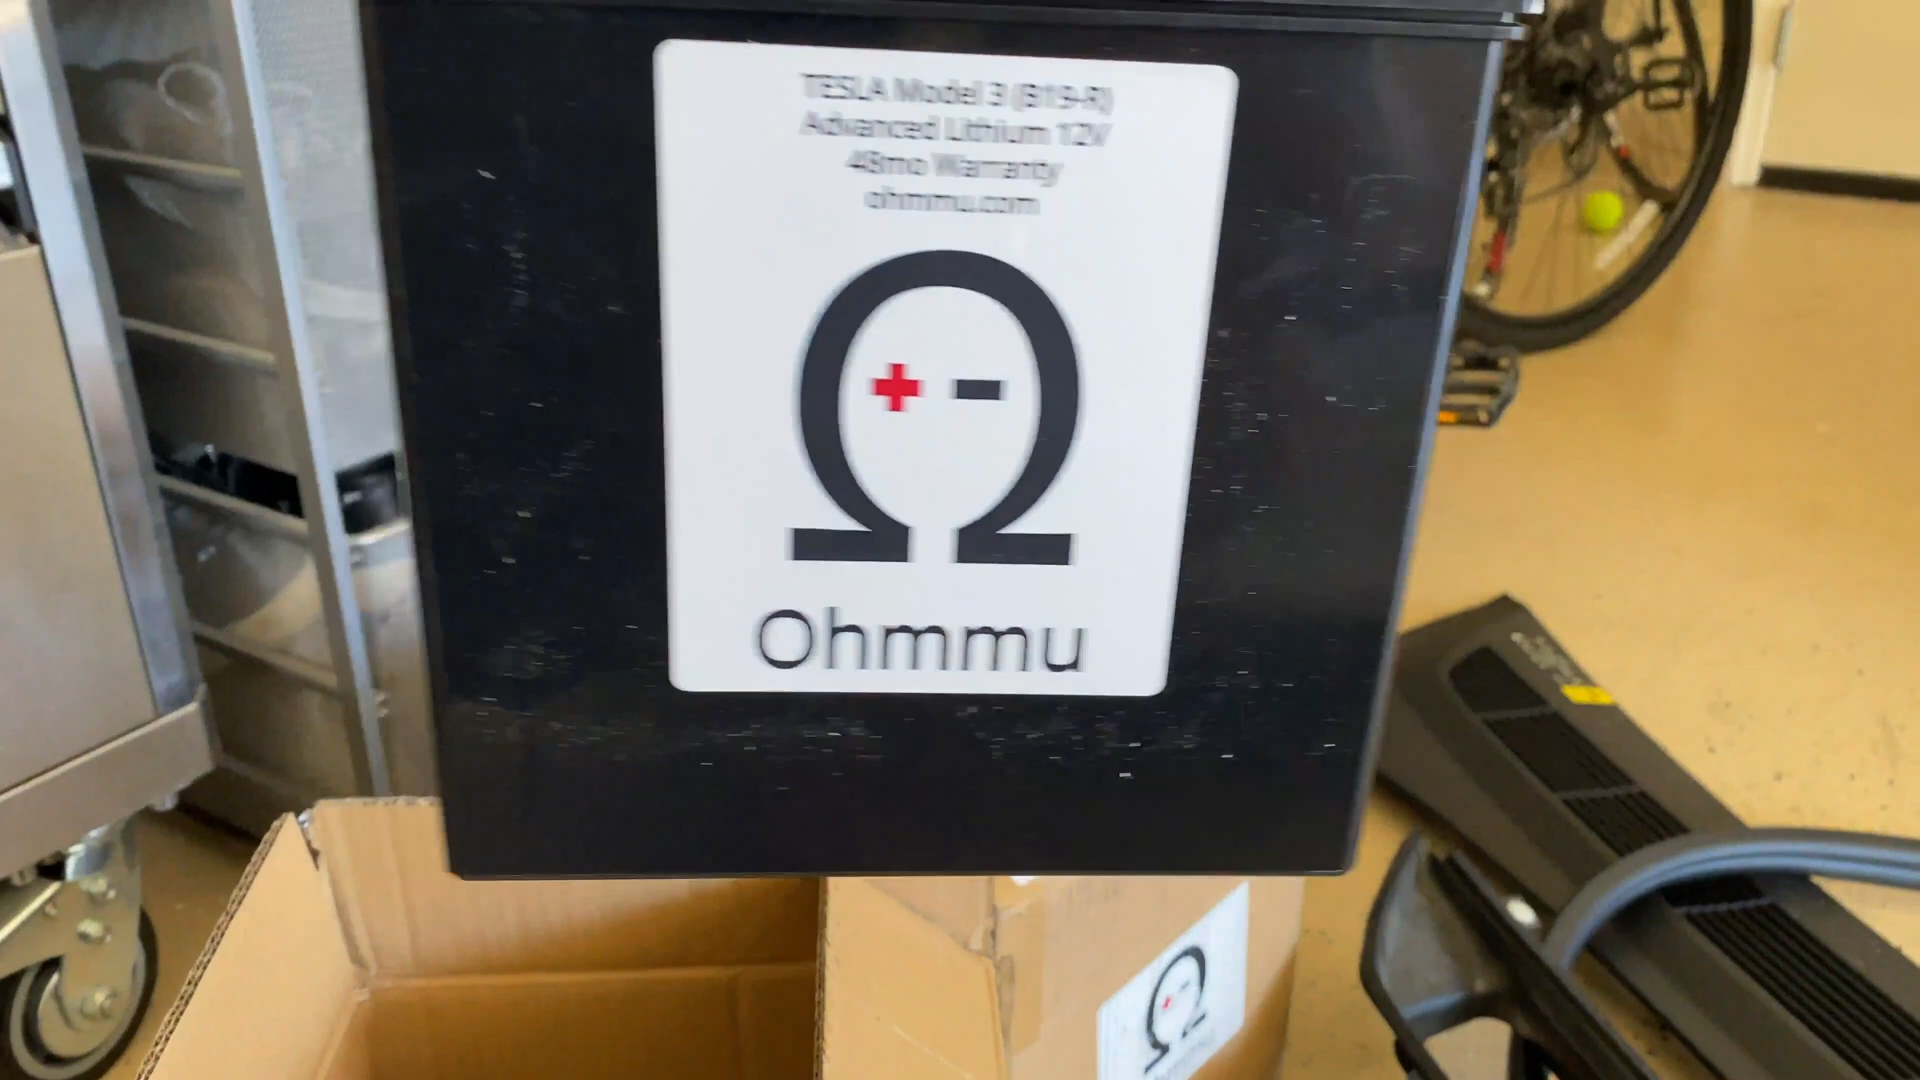 TESLA Model 3 (B19-R)
Advanced Lithium 12V
48mo Warranty
ohmmu.com
Ω
+ -
Ohmmu